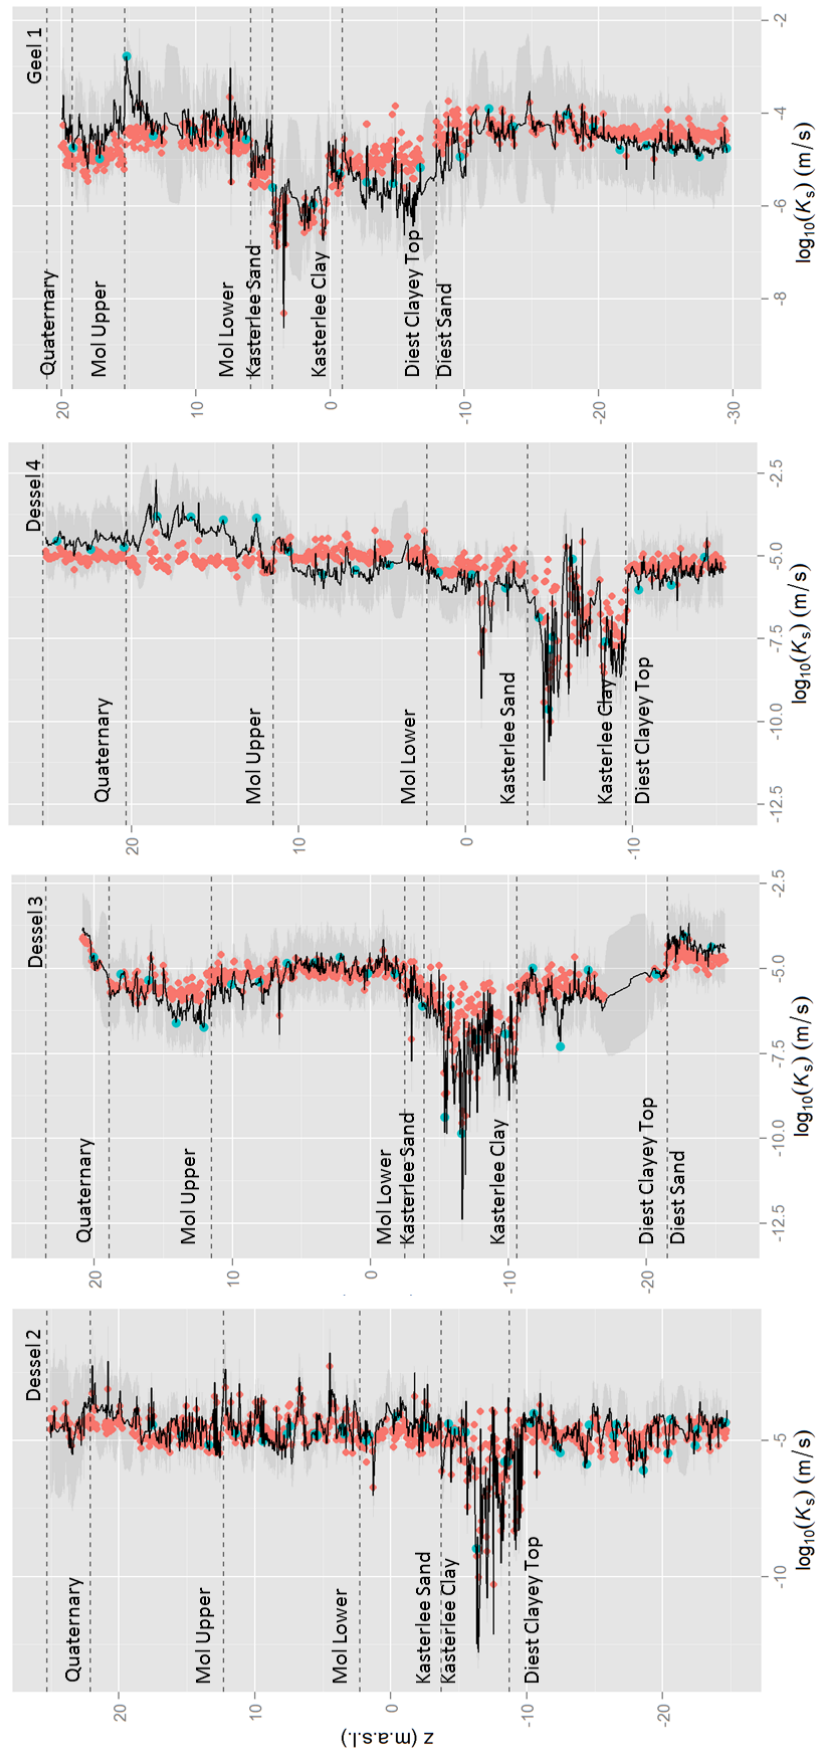 z (m.a.s.l.)
Dessel 2
Quaternary
Mol Upper
Mol Lower
Kasterlee Sand
Kasterlee Clay
Diest Clayey Top
20
10
0
-10
-20
-10
-5
log10(Ks) (m/s)
Dessel 3
Quaternary
Mol Upper
Mol Lower
Kasterlee Sand
Kasterlee Clay
Diest Clayey Top
Diest Sand
20
10
0
-10
-20
-12.5
-10.0
-7.5
-5.0
-2.5
log10(Ks) (m/s)
Dessel 4
Quaternary
Mol Upper
Mol Lower
Kasterlee Sand
Kasterlee Clay
Diest Clayey Top
20
10
0
-10
-12.5
-10.0
-7.5
-5.0
-2.5
log10(Ks) (m/s)
Geel 1
Quaternary
Mol Upper
Mol Lower
Kasterlee Sand
Kasterlee Clay
Diest Clayey Top
Diest Sand
20
10
0
-10
-20
-30
-8
-6
-4
-2
log10(Ks) (m/s)